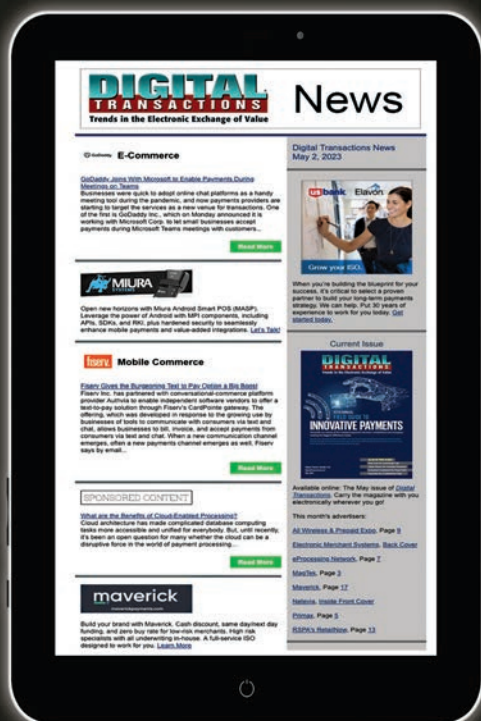 DIGITAL
TRANSACTIONS
Trends in the Electronic Exchange of Value
News
GoDaddy E-Commerce
GoDaddy Joins With Microsoft to Enable Payments During
Meetings on Teams
Businesses were quick to adopt online chat platforms as a handy
meeting tool during the pandemic, and now payments providers are
starting to target the services as a new venue for transactions. One
of the first is GoDaddy Inc., which on Monday announced it is
working with Microsoft Corp. to let small businesses accept
payments during Microsoft Teams meetings with customers...
Read More
MIURA
SYSTEMS
Open new horizons with Miura Android Smart POS (MASP).
Leverage the power of Android with MPI components, including
APIs, SDKs, and RKI, plus hardened security to seamlessly
enhance mobile payments and value-added integrations. Let's Talk!
fiserv. Mobile Commerce
Fiserv Gives the Burgeoning Text to Pay Option a Big Boost
Fiserv Inc. has partnered with conversational-commerce platform
provider Authvia to enable independent software vendors to offer a
text-to-pay solution through Fiserv's CardPointe gateway. The
offering, which was developed in response to the growing use by
businesses of tools to communicate with consumers via text and
chat, allows businesses to bill, invoice, and accept payments from
consumers via text and chat. When a new communication channel
emerges, often a new payments channel emerges as well, Fiserv
says by email...
Read More
SPONSORED CONTENT
What are the Benefits of Cloud-Enabled Processing?
Cloud architecture has made complicated database computing
tasks more accessible and unified for everybody. But, until recently,
it's been an open question for many whether the cloud can be a
disruptive force in the world of payment processing...
Read More
maverick
maverickpayments.com
Build your brand with Maverick. Cash discount, same day/next day
funding, and zero buy rate for low-risk merchants. High risk
specialists with all underwriting in-house. A full-service ISO
designed to work for you. Learn More
Digital Transactions News
May 2, 2023
usbank Elavon
Grow your ISO.
When you're building the blueprint for your
success, it's critical to select a proven
partner to build your long-term payments
strategy. We can help. Put 30 years of
experience to work for you today. Get
started today.
Current Issue
DIGITAL
TRANSACTIONS
Trends in the Electronic Exchange of Value
FIELD GUIDE TO
INNOVATIVE PAYMENTS
Available online: The May issue of Digital
Transactions. Carry the magazine with you
electronically wherever you go!
This month's advertisers:
All Wireless & Prepaid Expo, Page 9
Electronic Merchant Systems, Back Cover
eProcessing Network, Page 7
MagTek, Page 3
Maverick, Page 17
Netevia, Inside Front Cover
Primax, Page 5
RSPA's RetailNow, Page 13